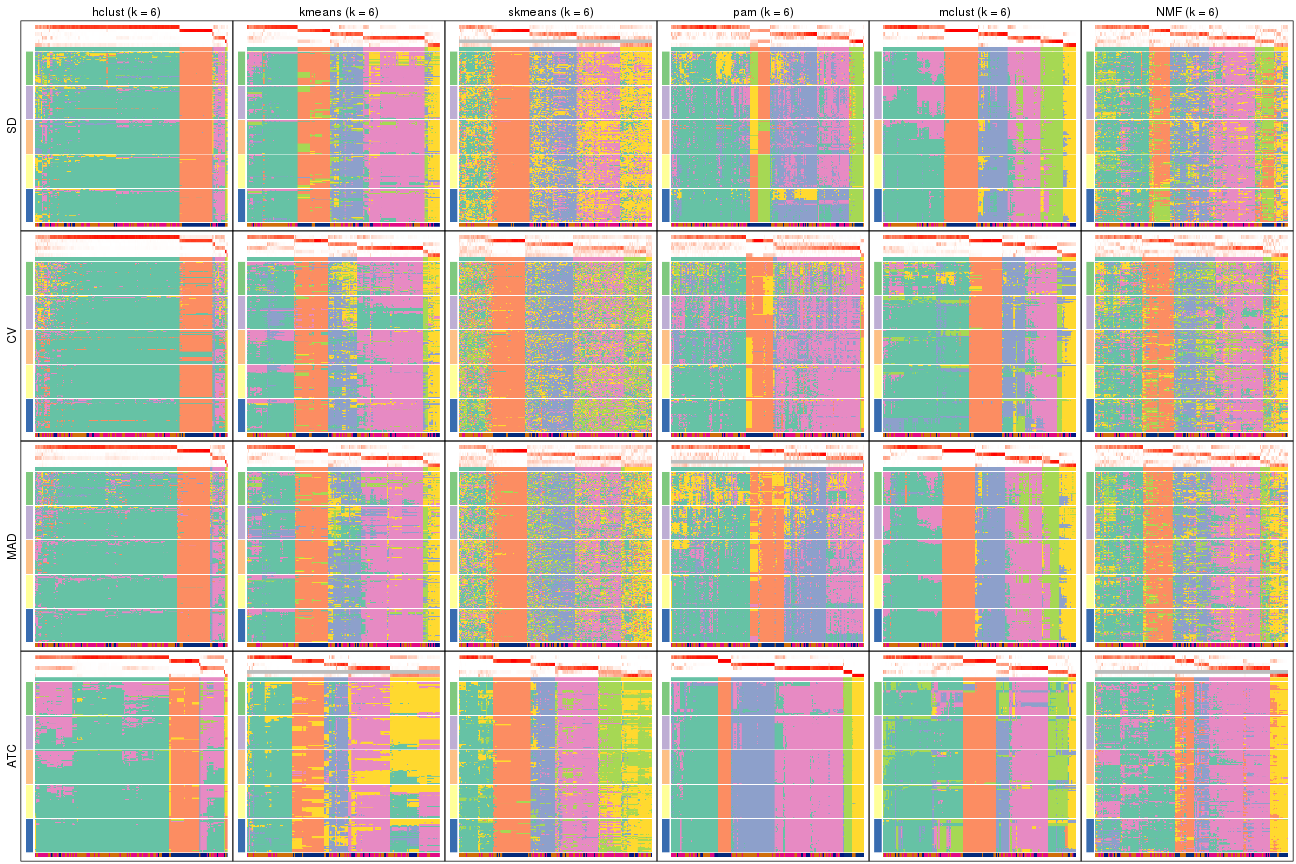 hclust (k = 6) kmeans (k = 6) skmeans (k = 6) pam (k = 6) mclust (k = 6) NMF (k = 6)
SD
CV
MAD
ATC